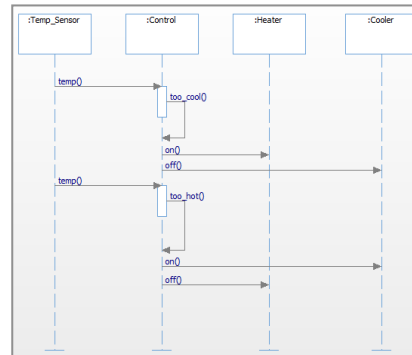 :Temp_Sensor
:Control
:Heater
:Cooler
temp()
too_cool()
on()
off()
temp()
too_hot()
on()
off()